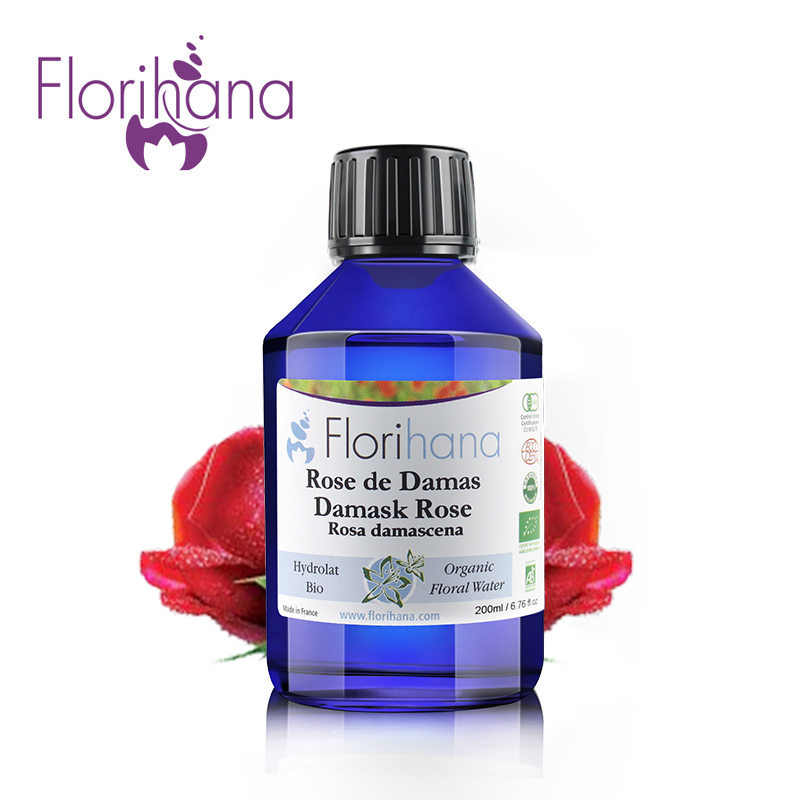 Florihana
Florihana
Rose de Damas
Damask Rose
Rosa damascena
Hydrolat
Bio
Organic
Floral Water
Made in France
www.florihana.com
200ml / 6.76 fl oz